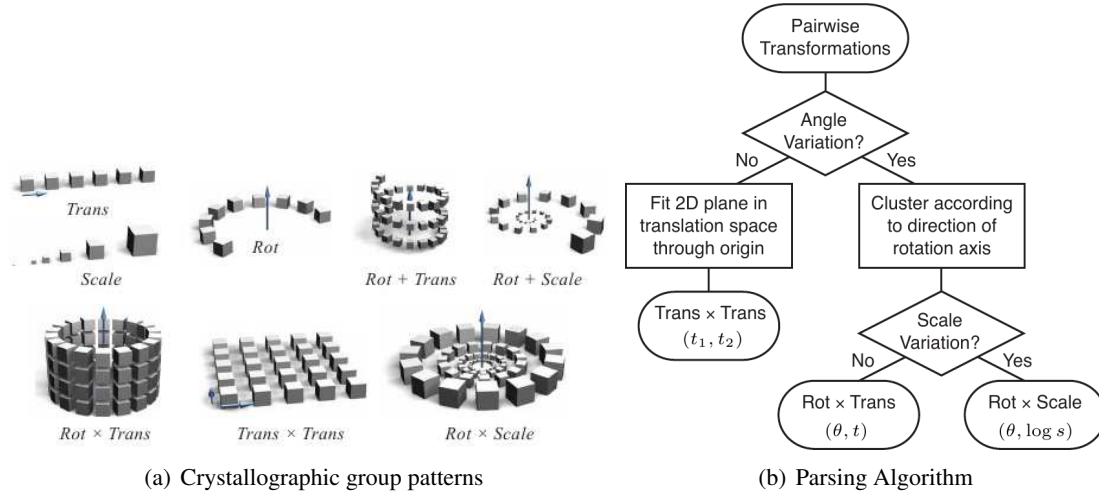 Trans
Scale
Rot
Rot + Trans
Rot + Scale
Rot × Trans
Trans × Trans
Rot × Scale
(a) Crystallographic group patterns
Pairwise
Transformations
Angle
Variation?
No
Yes
Fit 2D plane in
translation space
through origin
Cluster according
to direction of
rotation axis
Trans × Trans
(t₁, t₂)
Scale
Variation?
No
Yes
Rot × Trans
(θ, t)
Rot × Scale
(θ, log s)
(b) Parsing Algorithm